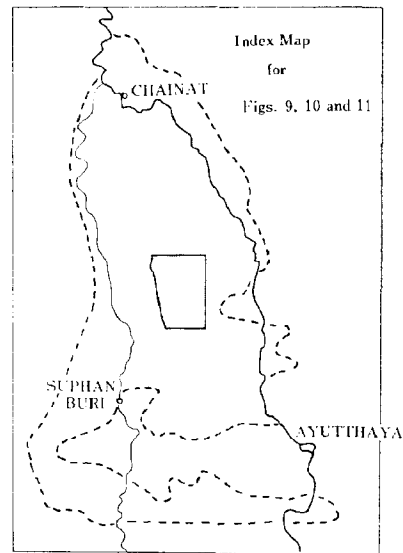 Index Map
for
Figs. 9, 10 and 11
CHAINAT
SUPHAN
BURI
AYUTTHAYA